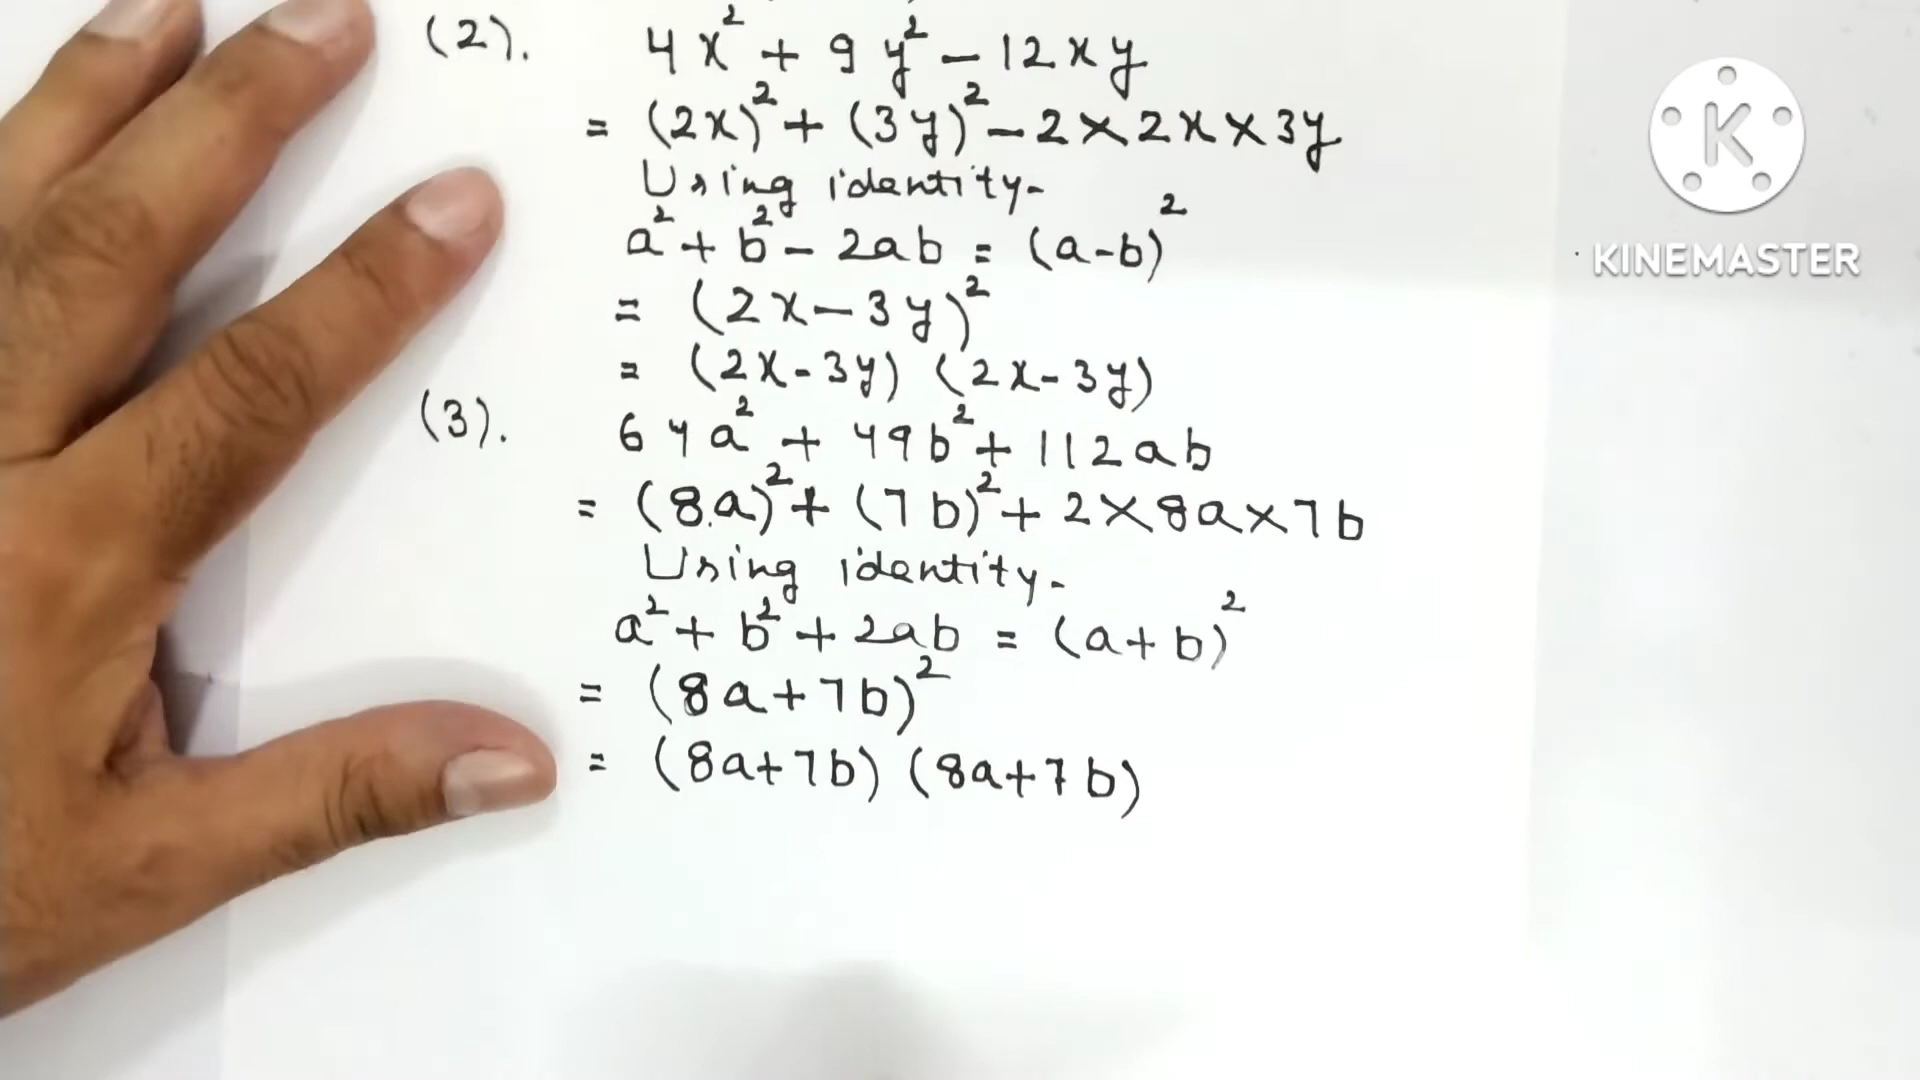 (2). 4x² + 9y² - 12xy
= (2x)² + (3y)² - 2×2x×3y
Using identity-
a² + b² - 2ab = (a-b)²
= (2x-3y)²
= (2x-3y) (2x-3y)
(3). 64a² + 49b² + 112ab
= (8a)² + (7b)² + 2×8a×7b
Using identity-
a² + b² + 2ab = (a+b)²
= (8a+7b)²
= (8a+7b) (8a+7b)
K
KINEMASTER